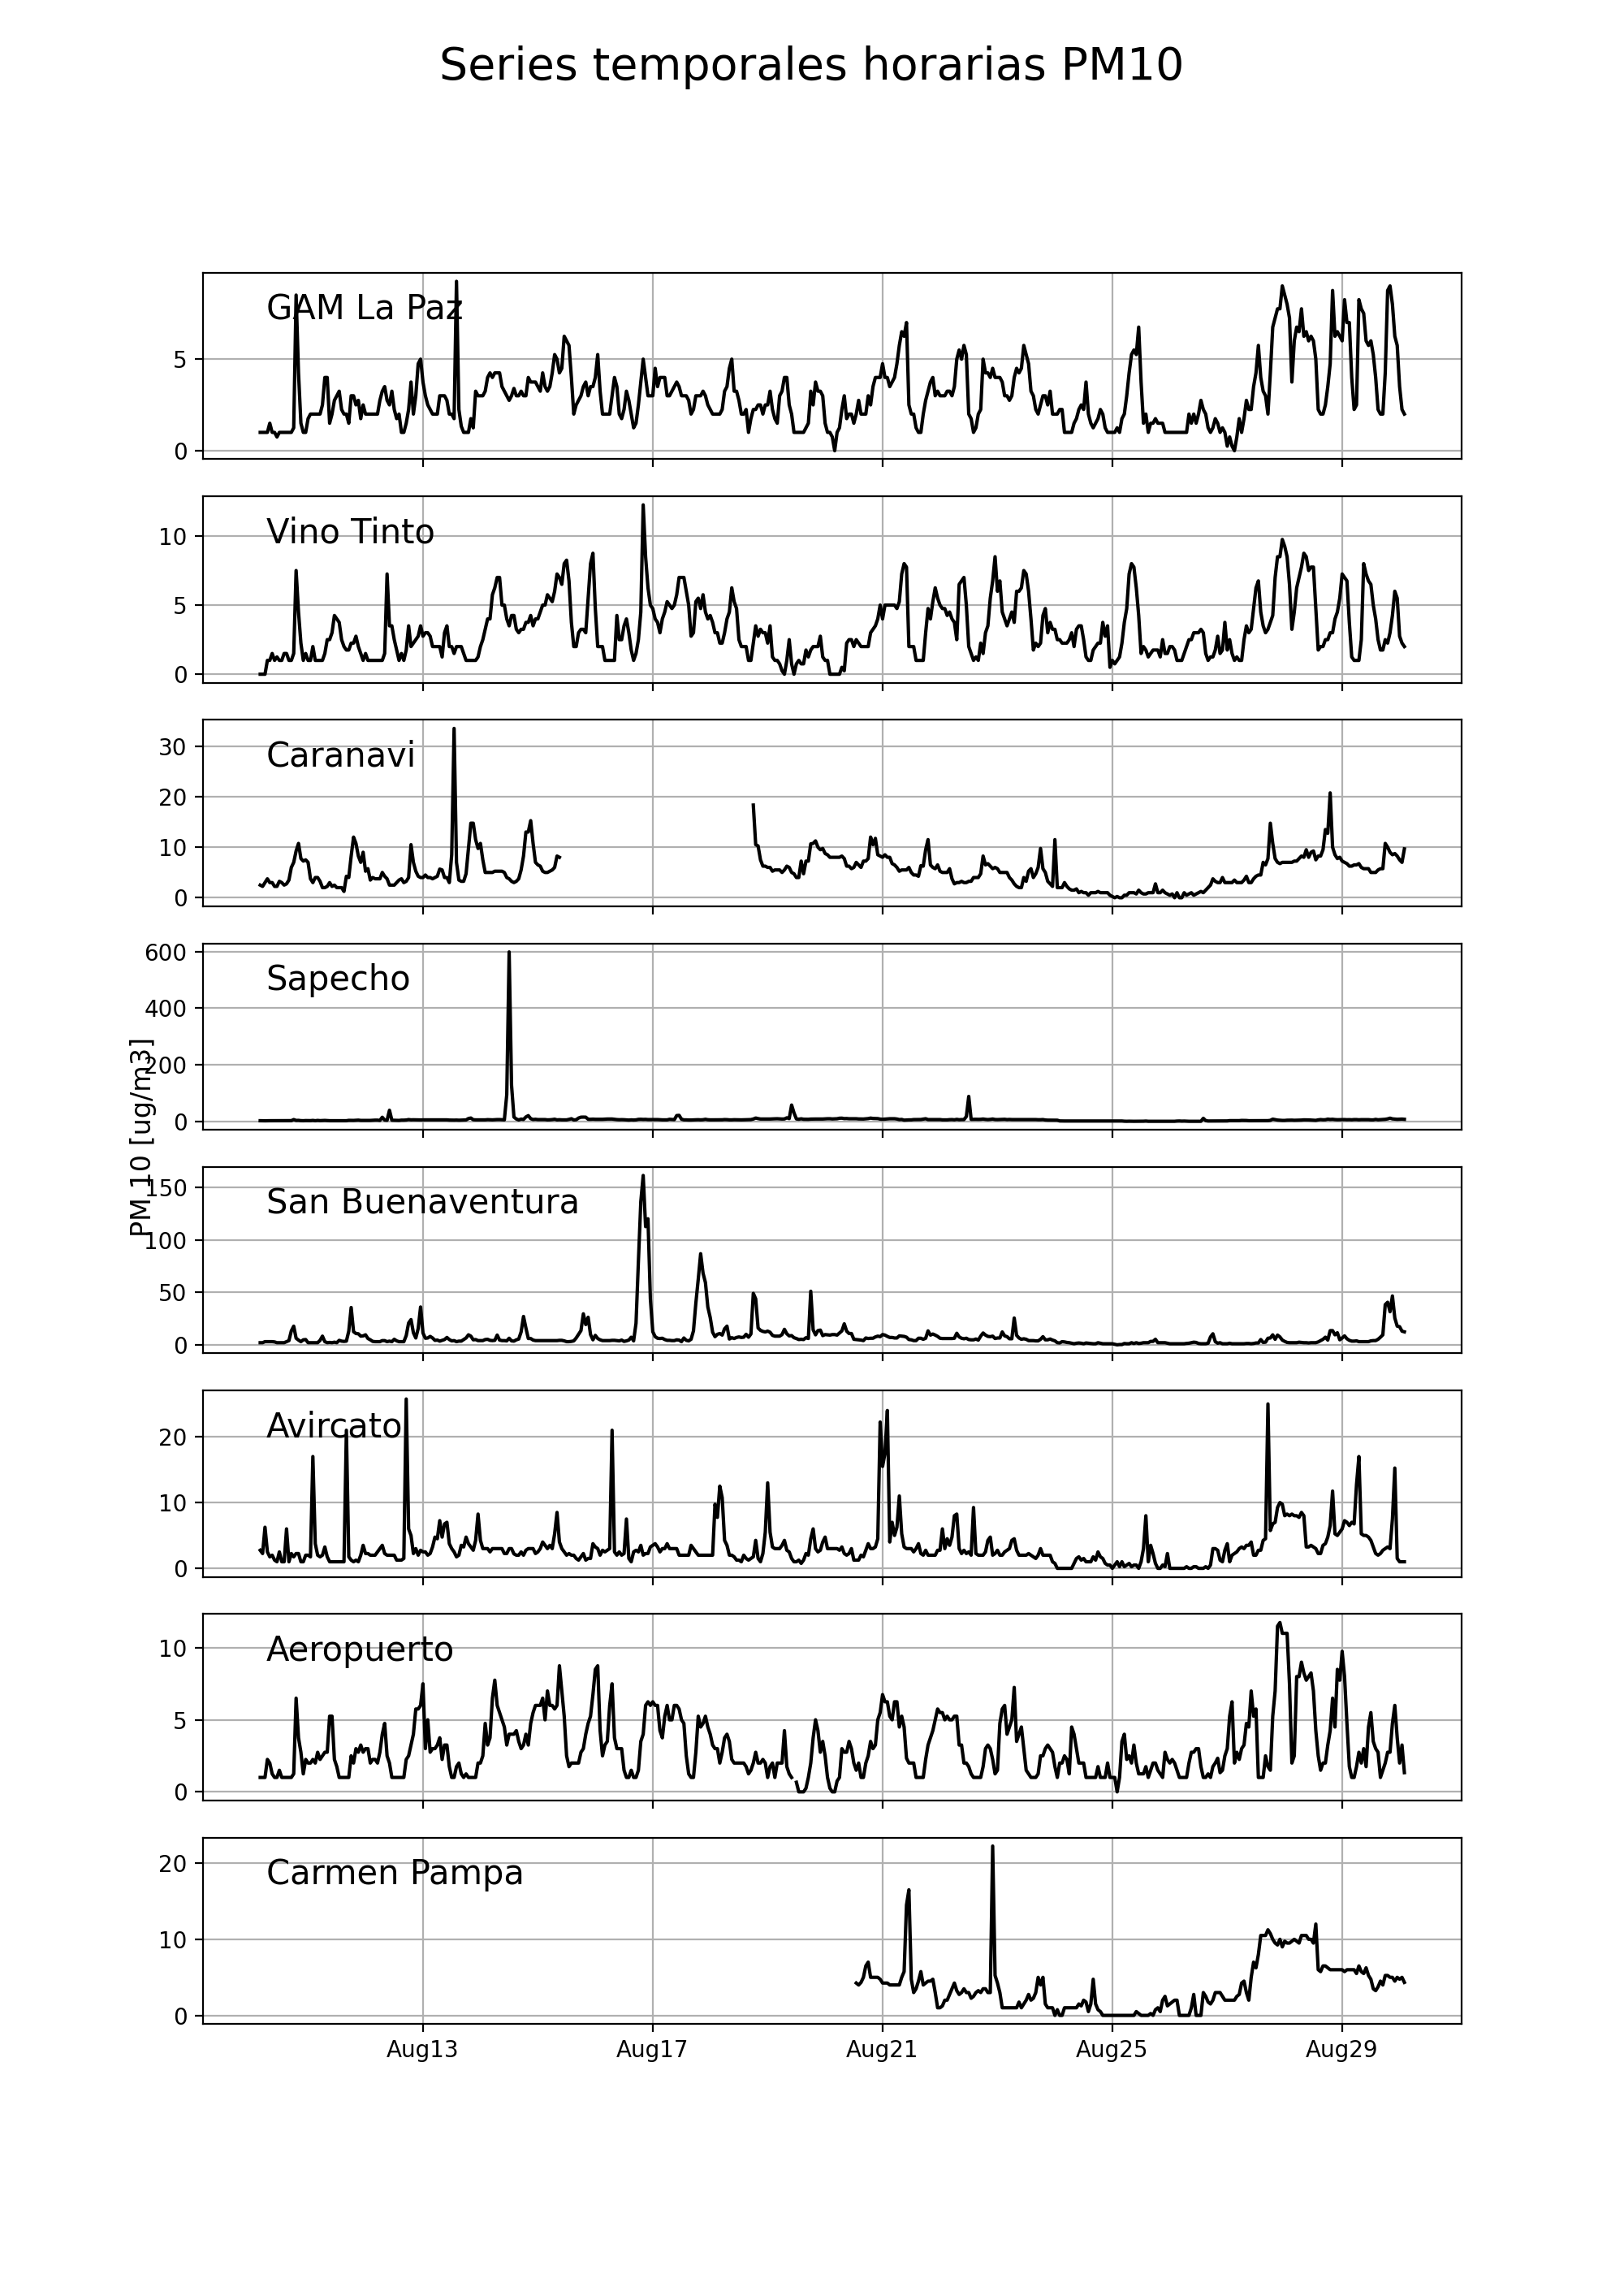 Series temporales horarias PM10
GAM La Paz
5
0
Vino Tinto
10
5
0
Caranavi
30
20
10
0
Sapecho
600
400
200
0
PM 10 [ug/m3]
San Buenaventura
150
100
50
0
Avircato
20
10
0
Aeropuerto
10
5
0
Carmen Pampa
20
10
0
Aug13 Aug17 Aug21 Aug25 Aug29